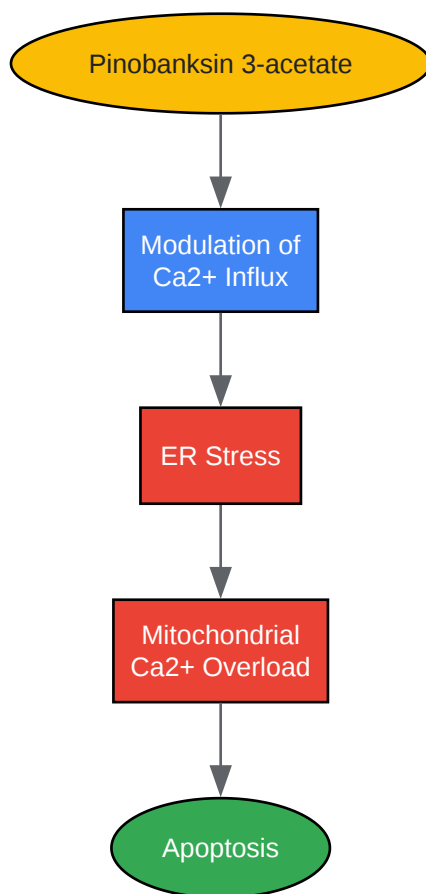 Pinobanksin 3-acetate
Modulation of
Ca2+ Influx
ER Stress
Mitochondrial
Ca2+ Overload
Apoptosis